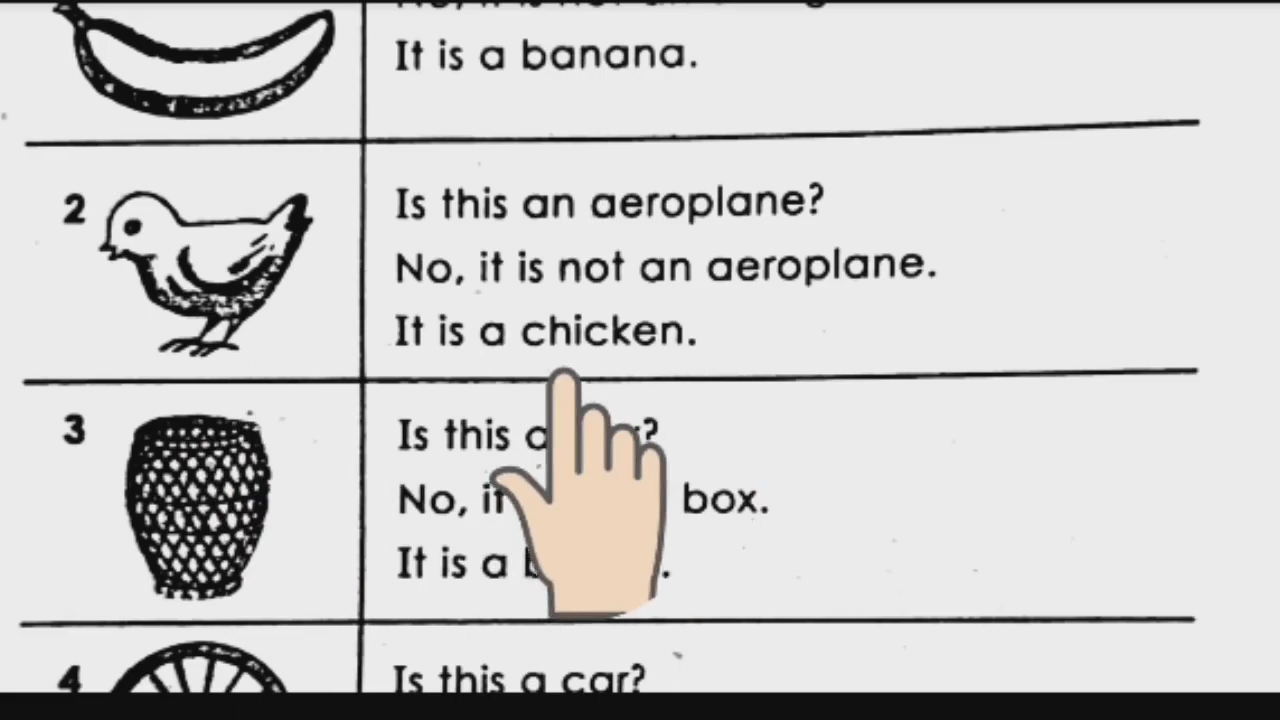 It is a banana.
2
Is this an aeroplane?
No, it is not an aeroplane.
It is a chicken.
3
Is this
No, it box.
It is a
4
Is this a car?